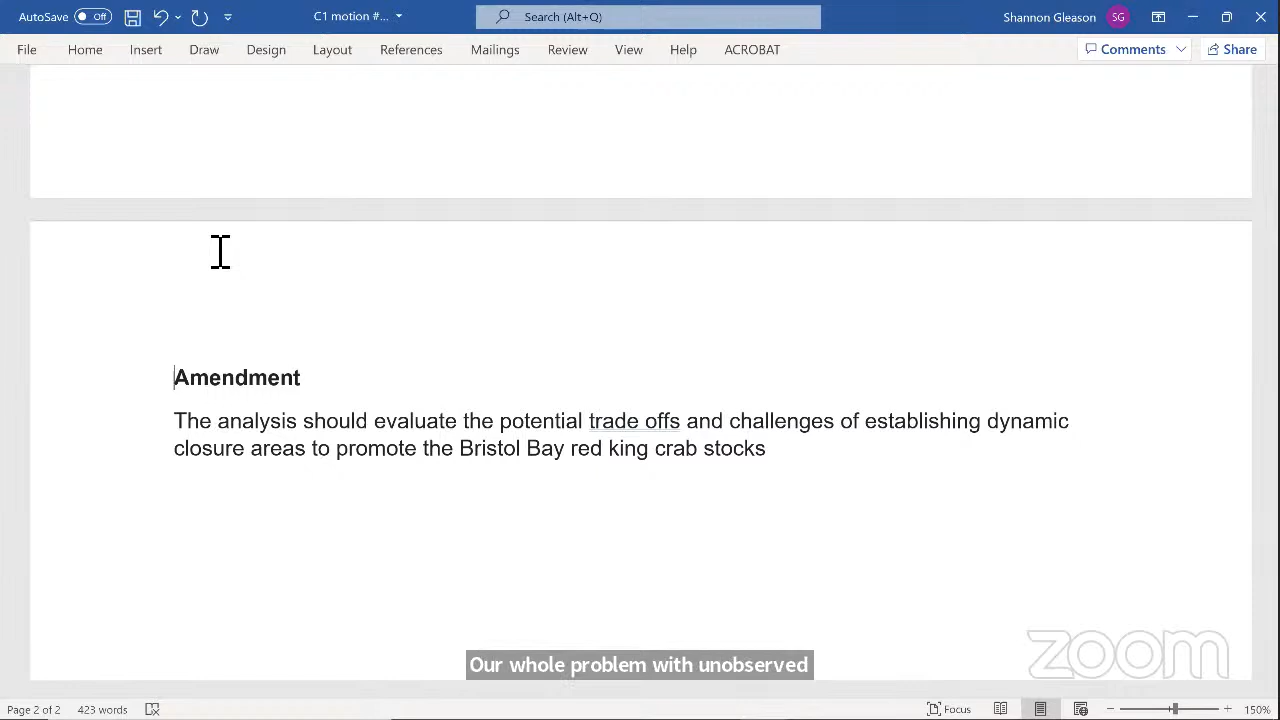 AutoSave Off C1 motion #... Search (Alt+Q) Shannon Gleason SG
File Home Insert Draw Design Layout References Mailings Review View Help ACROBAT Comments Share
Amendment
The analysis should evaluate the potential trade offs and challenges of establishing dynamic
closure areas to promote the Bristol Bay red king crab stocks
zoom
Our whole problem with unobserved
Page 2 of 2 423 words Focus 150%